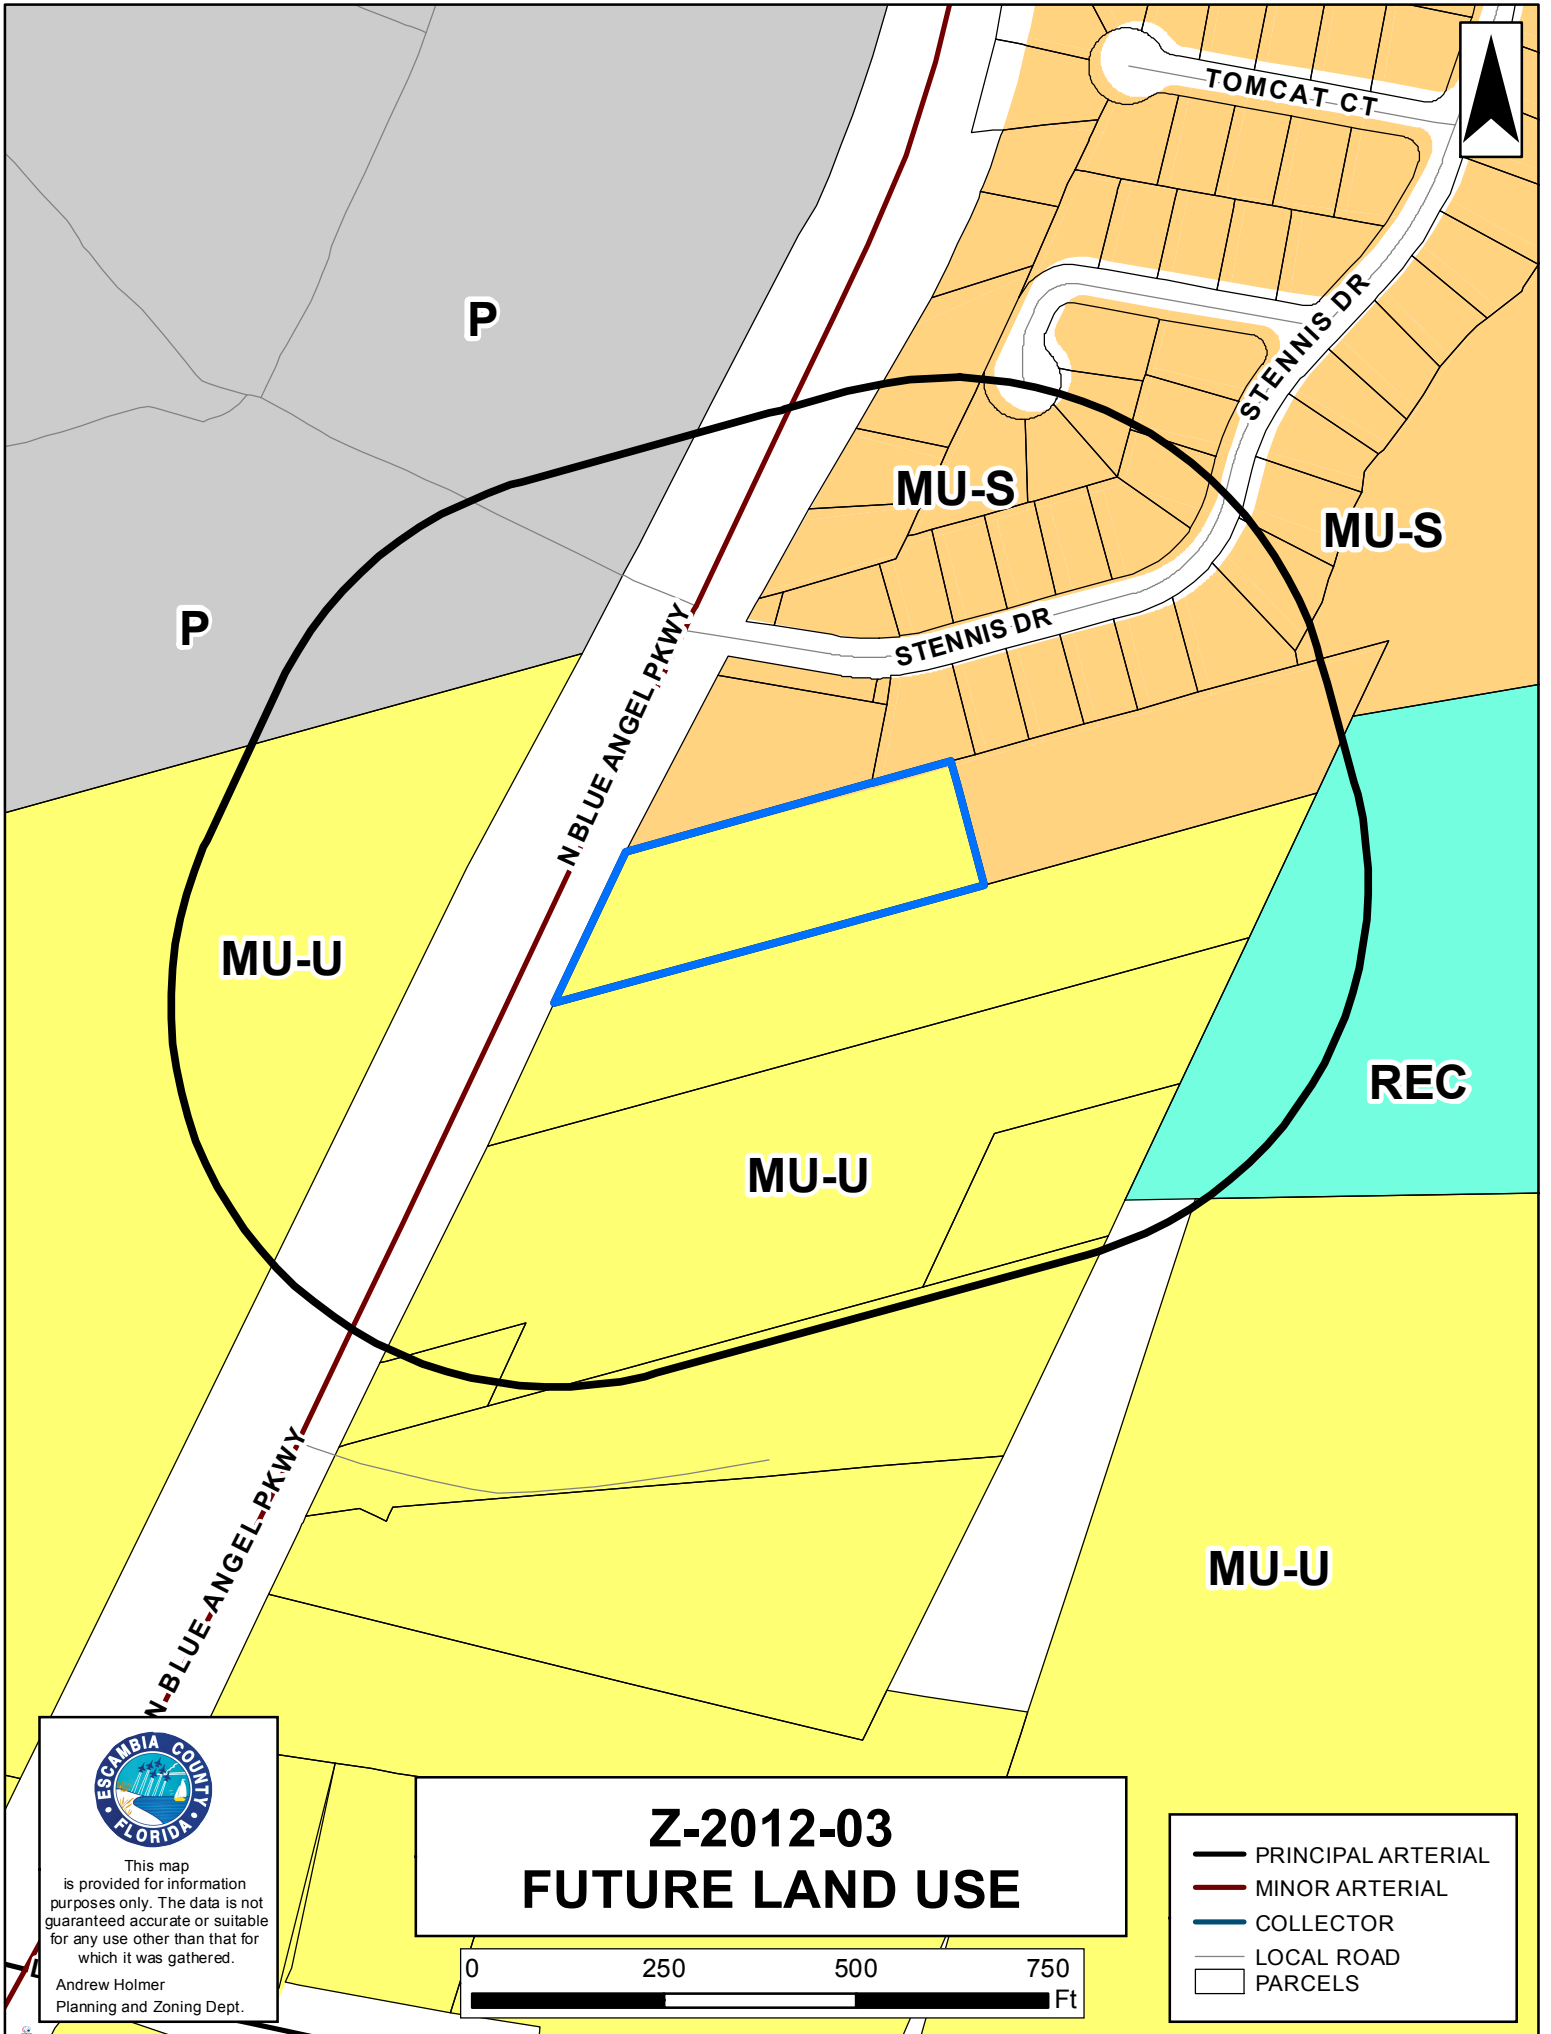 TOMCAT CT
P
STENNIS DR
MU-S
MU-S
P
N BLUE ANGEL PKWY
STENNIS DR
MU-U
REC
MU-U
N BLUE ANGEL PKWY
MU-U
ESCAMBIA COUNTY
FLORIDA
This map
is provided for information
purposes only. The data is not
guaranteed accurate or suitable
for any use other than that for
which it was gathered.
Andrew Holmer
Planning and Zoning Dept.
Z-2012-03
FUTURE LAND USE
0 250 500 750
Ft
PRINCIPAL ARTERIAL
MINOR ARTERIAL
COLLECTOR
LOCAL ROAD
PARCELS